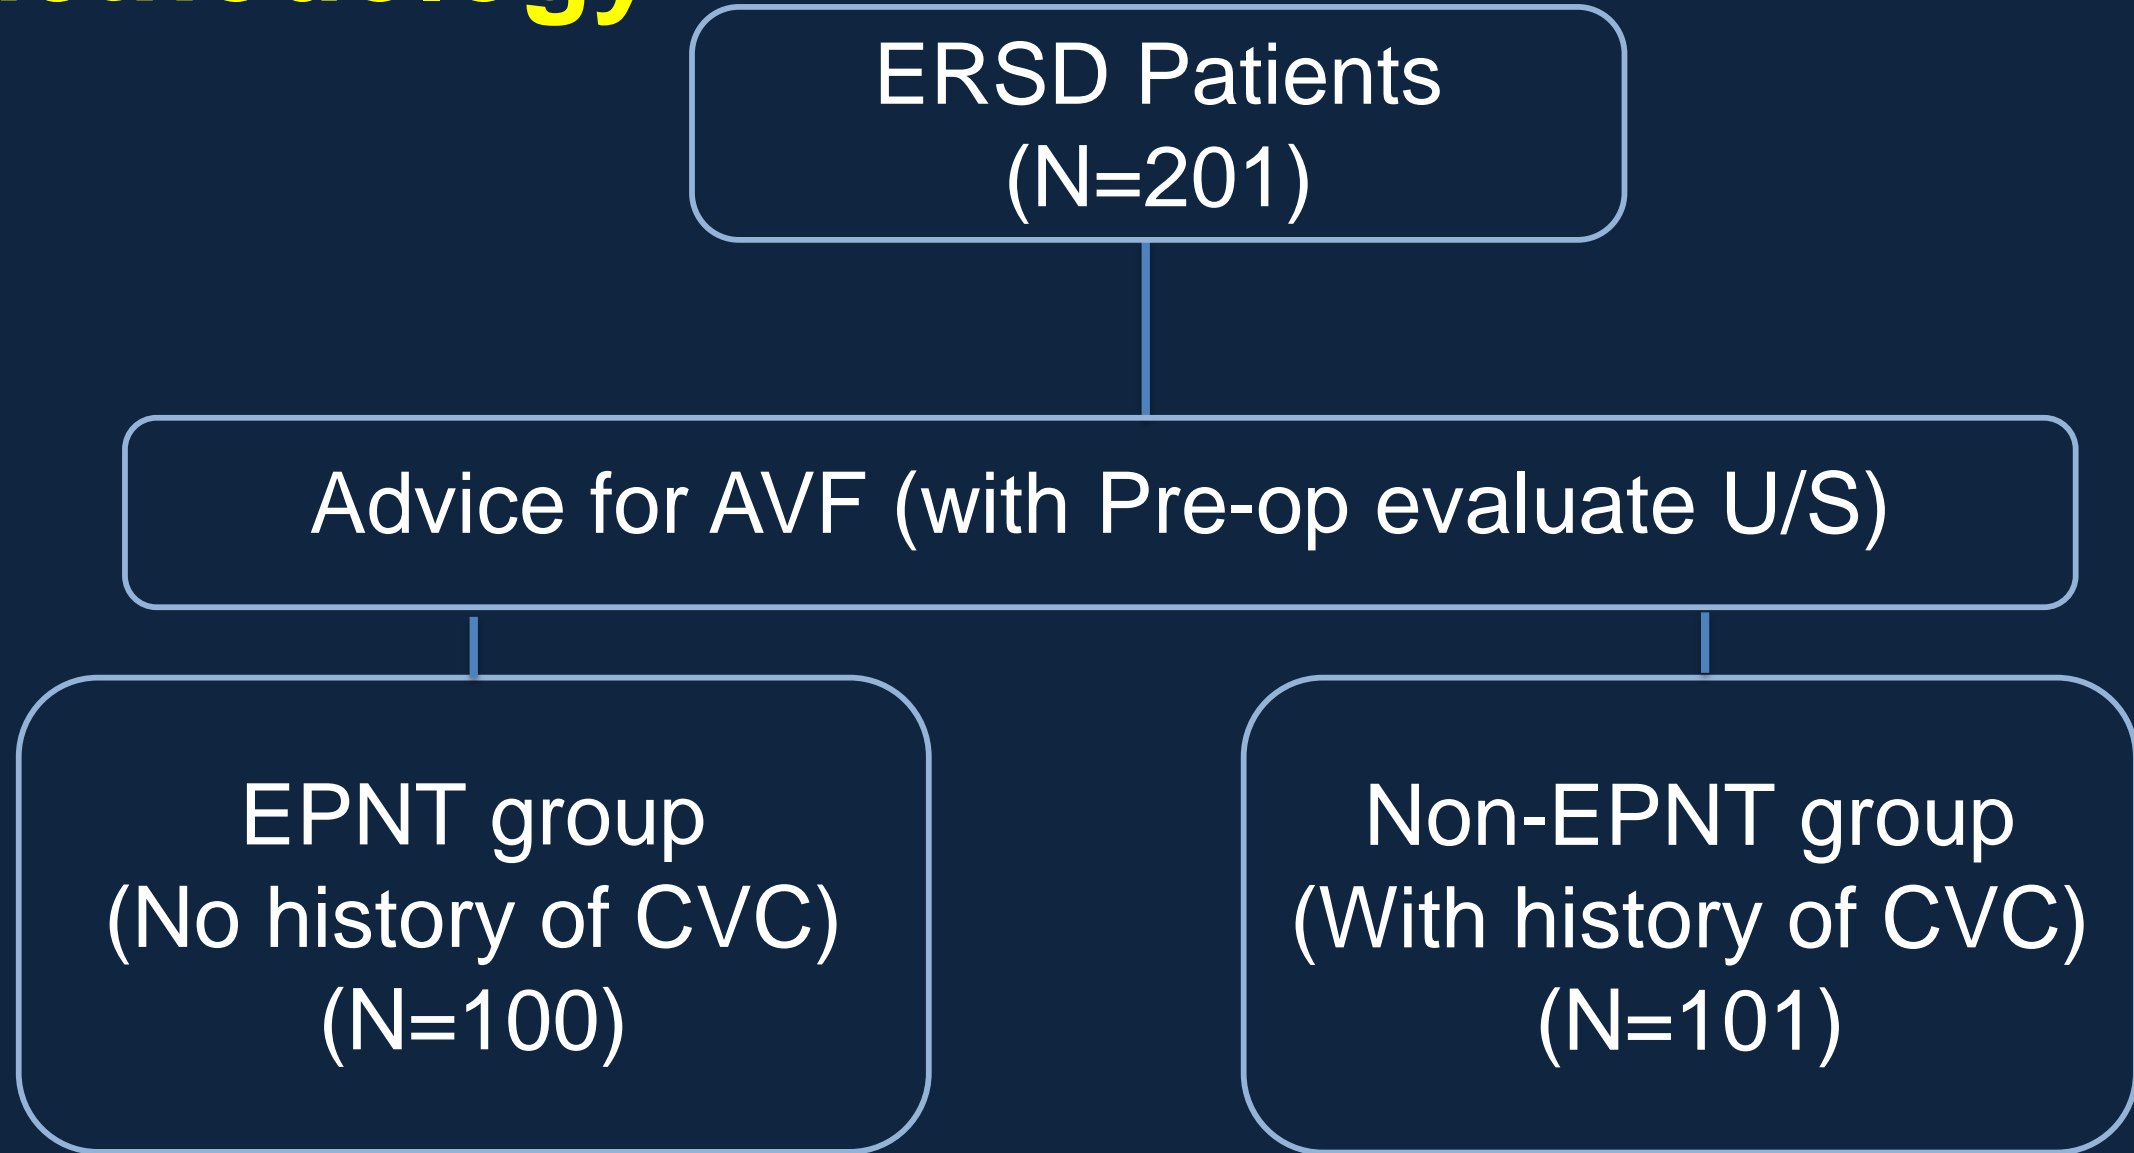 ERSD Patients
(N=201)
Advice for AVF (with Pre-op evaluate U/S)
EPNT group
(No history of CVC)
(N=100)
Non-EPNT group
(With history of CVC)
(N=101)